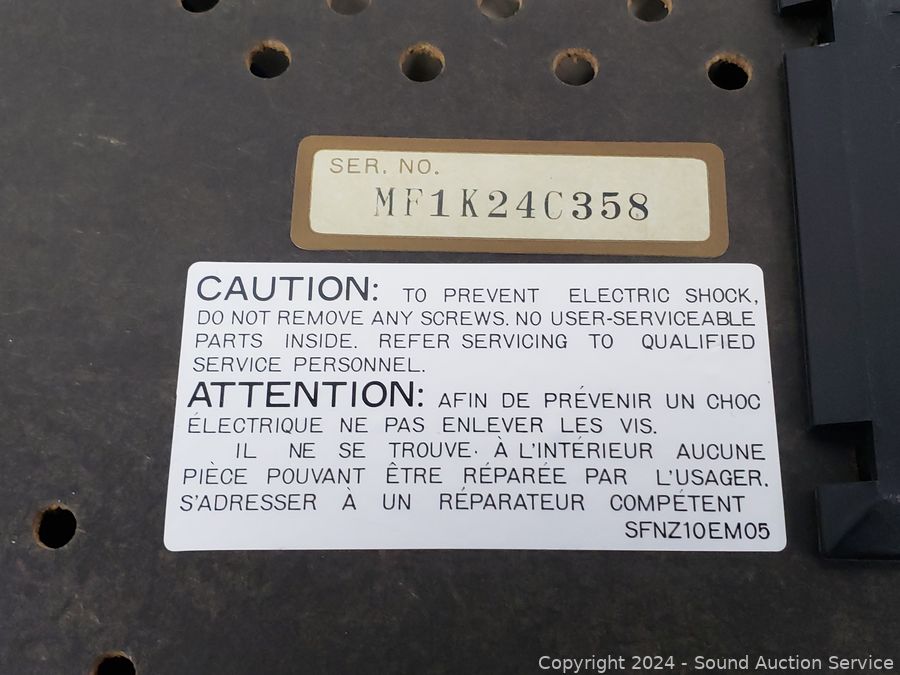 SER. NO.
MF1K24C358
CAUTION: TO PREVENT ELECTRIC SHOCK,
DO NOT REMOVE ANY SCREWS. NO USER-SERVICEABLE
PARTS INSIDE. REFER SERVICING TO QUALIFIED
SERVICE PERSONNEL.
ATTENTION: AFIN DE PRÉVENIR UN CHOC
ÉLECTRIQUE NE PAS ENLEVER LES VIS.
IL NE SE TROUVE· À L'INTÉRIEUR AUCUNE
PIÈCE POUVANT ÊTRE RÉPARÉE PAR L'USAGER.
S'ADRESSER À UN RÉPARATEUR COMPÉTENT
SFNZ10EM05
Copyright 2024 - Sound Auction Service